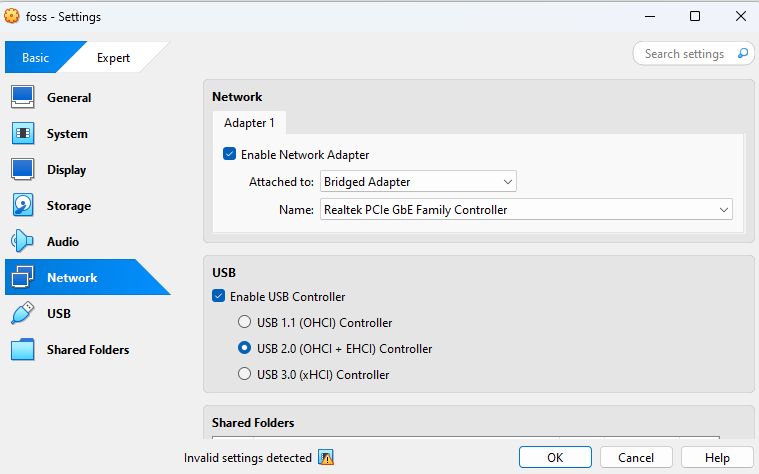 foss - Settings
Basic
Expert
Search settings
General
System
Display
Storage
Audio
Network
USB
Shared Folders
Network
Adapter 1
Enable Network Adapter
Attached to: Bridged Adapter
Name: Realtek PCIe GbE Family Controller
USB
Enable USB Controller
USB 1.1 (OHCI) Controller
USB 2.0 (OHCI + EHCI) Controller
USB 3.0 (xHCI) Controller
Shared Folders
Invalid settings detected
OK
Cancel
Help